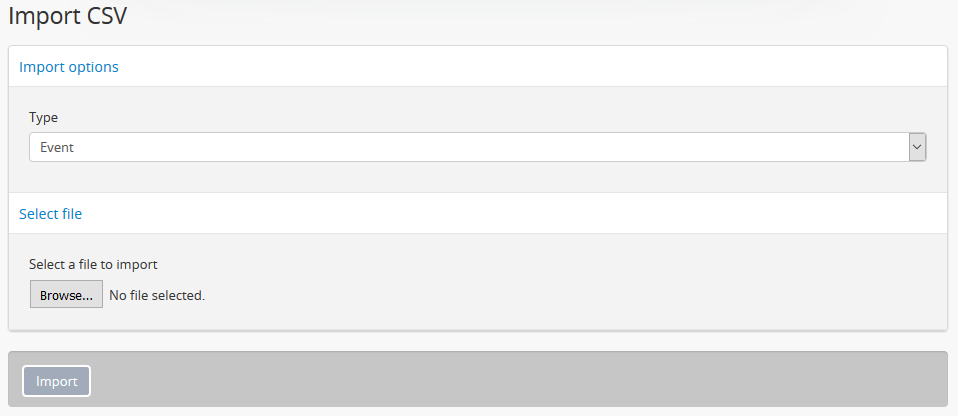 Import CSV
Import options
Type
Event
Select file
Select a file to import
Browse... No file selected.
Import